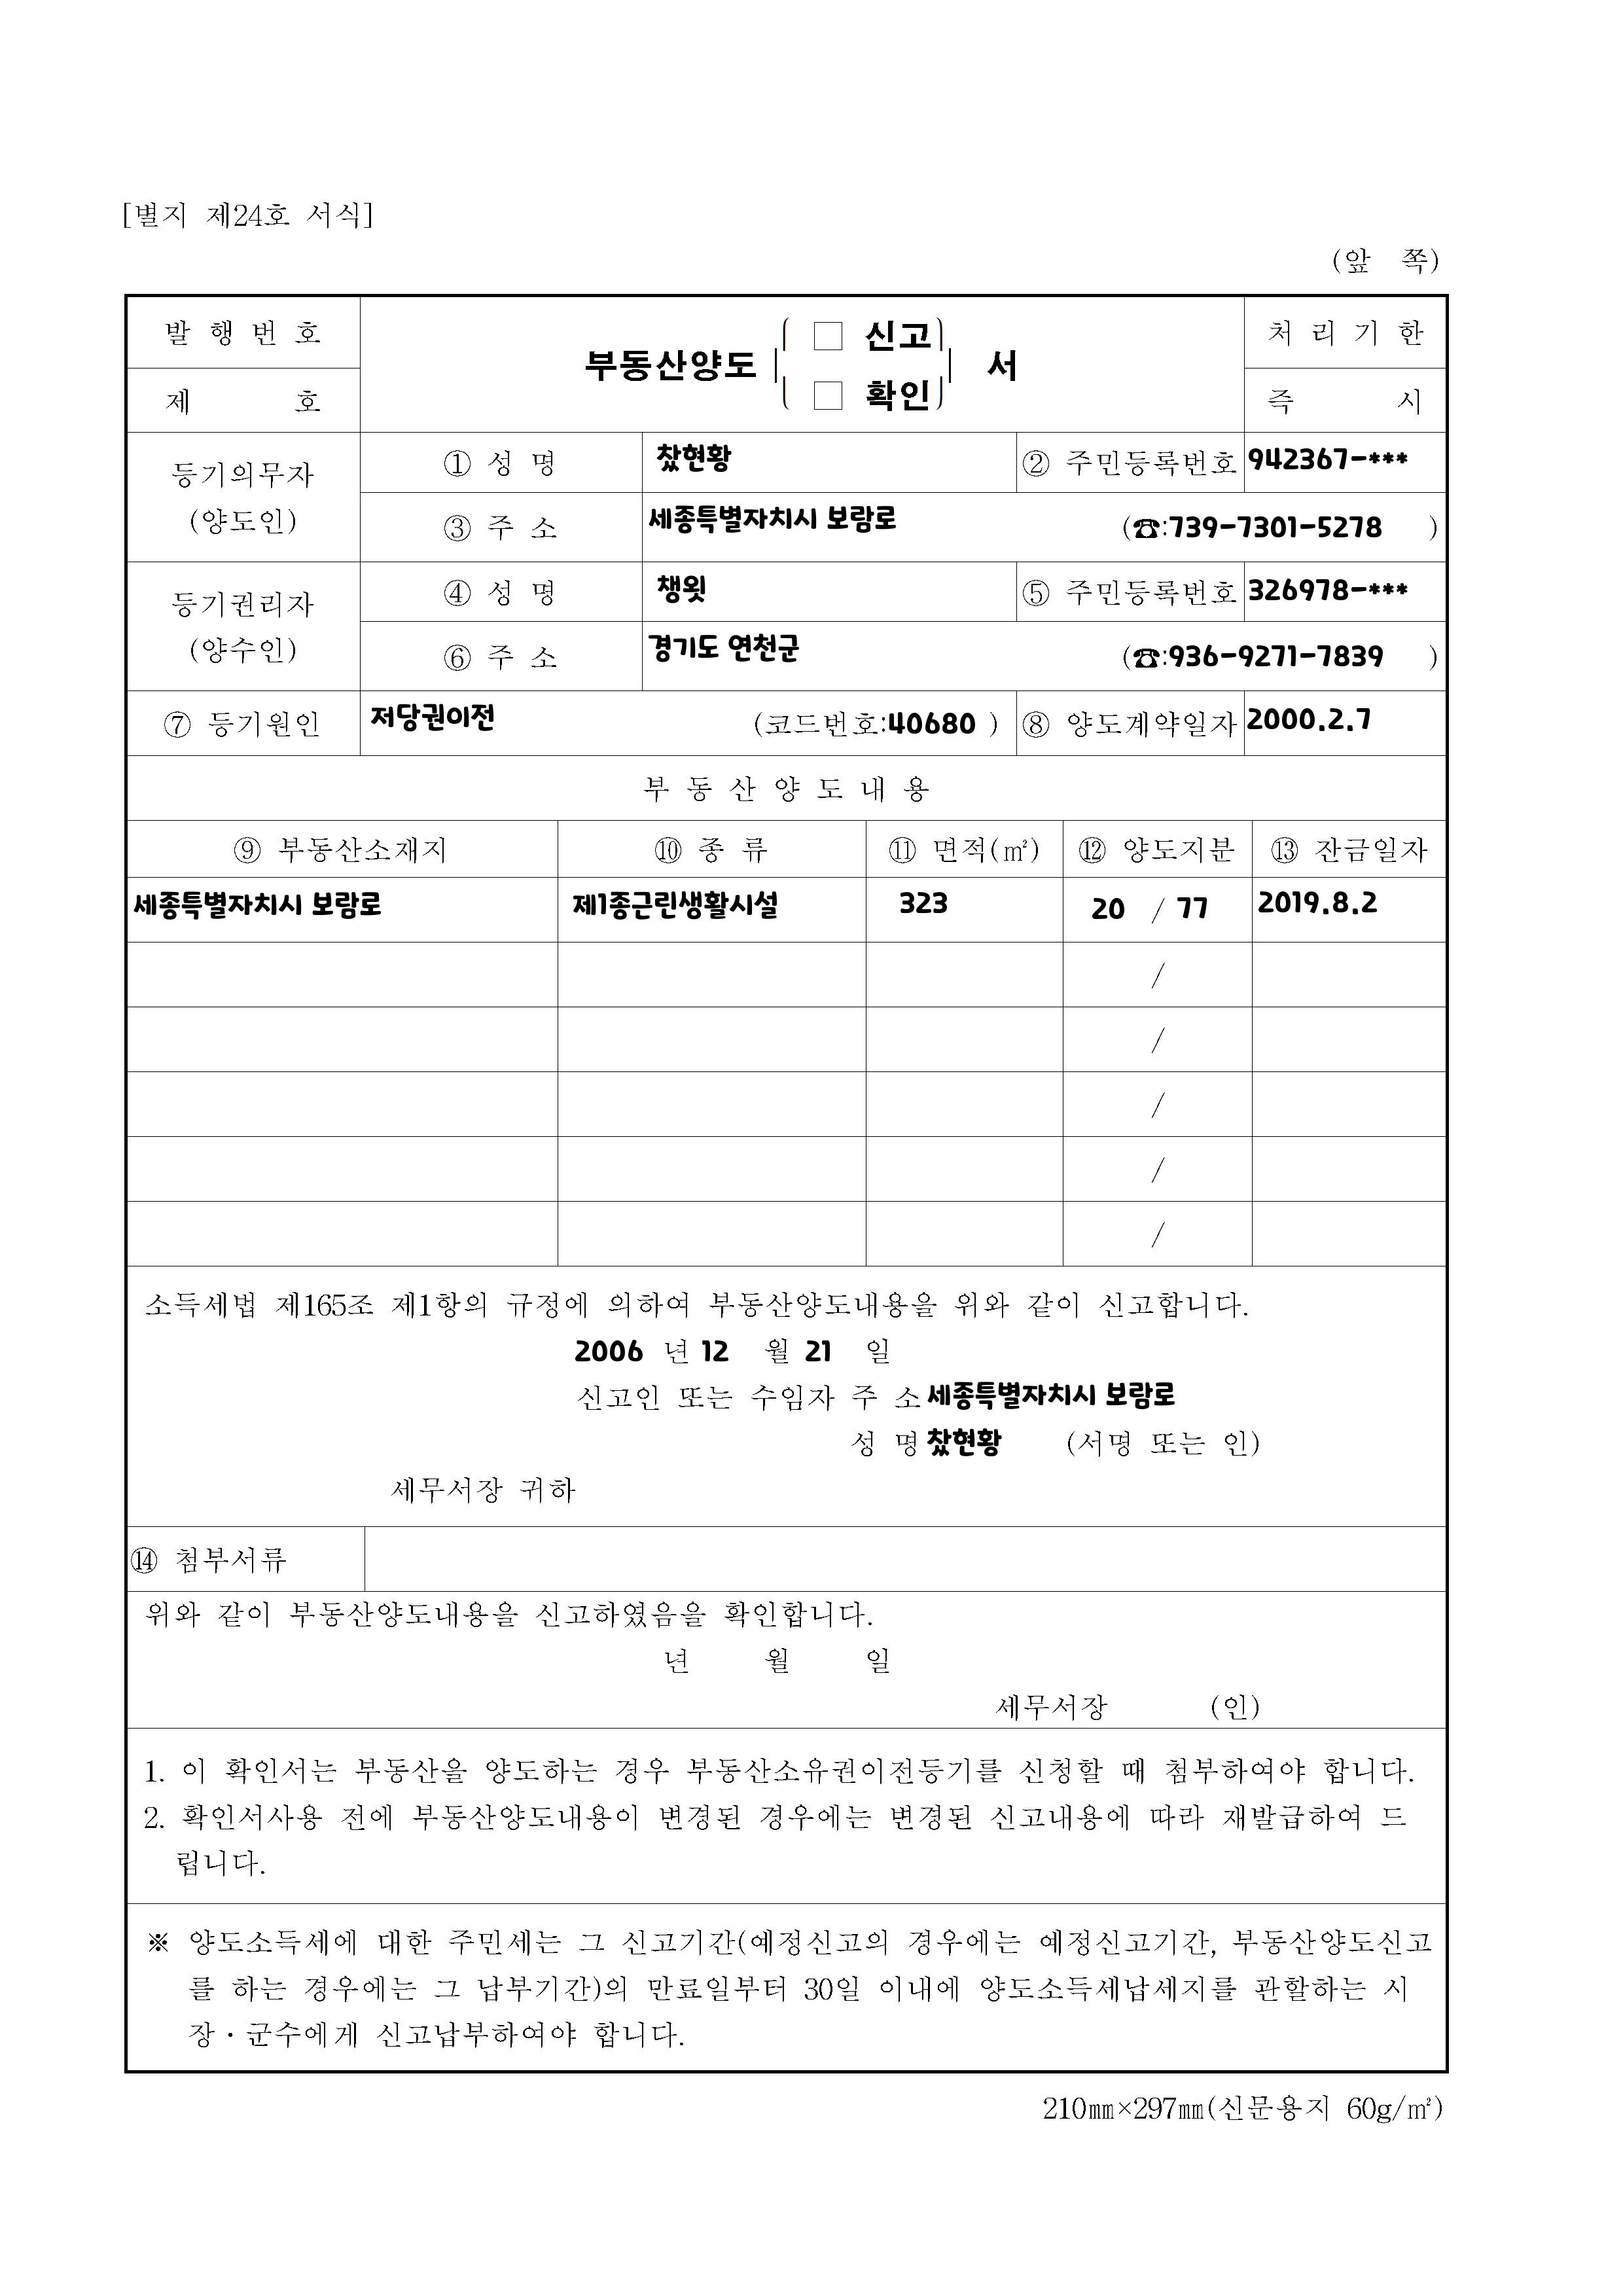 [별지 제24호 서식]
(앞 쪽)
발 행 번 호
제 호
부동산양도 { □ 신고 □ 확인 } 서
처 리 기 한
즉 시
등기의무자
(양도인)
① 성 명 찼현황 ② 주민등록번호 942367-***
③ 주 소 세종특별자치시 보람로 (☎:739-7301-5278 )
등기권리자
(양수인)
④ 성 명 챙윗 ⑤ 주민등록번호 326978-***
⑥ 주 소 경기도 연천군 (☎:936-9271-7839 )
⑦ 등기원인 저당권이전 (코드번호:40680 ) ⑧ 양도계약일자 2000.2.7
부 동 산 양 도 내 용
⑨ 부동산소재지 ⑩ 종 류 ⑪ 면적(㎡) ⑫ 양도지분 ⑬ 잔금일자
세종특별자치시 보람로 제1종근린생활시설 323 20 / 77 2019.8.2
/
/
/
/
/
소득세법 제165조 제1항의 규정에 의하여 부동산양도내용을 위와 같이 신고합니다.
2006 년 12 월 21 일
신고인 또는 수임자 주 소 세종특별자치시 보람로
성 명 찼현황 (서명 또는 인)
세무서장 귀하
⑭ 첨부서류
위와 같이 부동산양도내용을 신고하였음을 확인합니다.
년 월 일
세무서장 (인)
1. 이 확인서는 부동산을 양도하는 경우 부동산소유권이전등기를 신청할 때 첨부하여야 합니다.
2. 확인서사용 전에 부동산양도내용이 변경된 경우에는 변경된 신고내용에 따라 재발급하여 드
립니다.
※ 양도소득세에 대한 주민세는 그 신고기간(예정신고의 경우에는 예정신고기간, 부동산양도신고
를 하는 경우에는 그 납부기간)의 만료일부터 30일 이내에 양도소득세납세지를 관할하는 시
장·군수에게 신고납부하여야 합니다.
210㎜×297㎜(신문용지 60g/㎡)